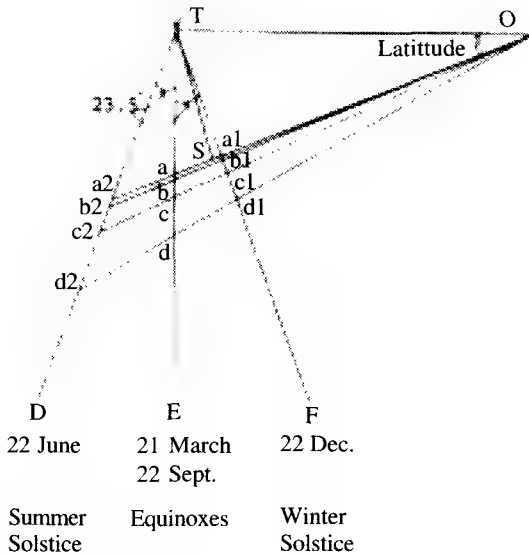 T O
Latittude
23.5
S a1
b1
a2 a c1
b2 b d1
c2 c
d2 d
D E F
22 June 21 March 22 Dec.
22 Sept.
Summer Equinoxes Winter
Solstice Solstice